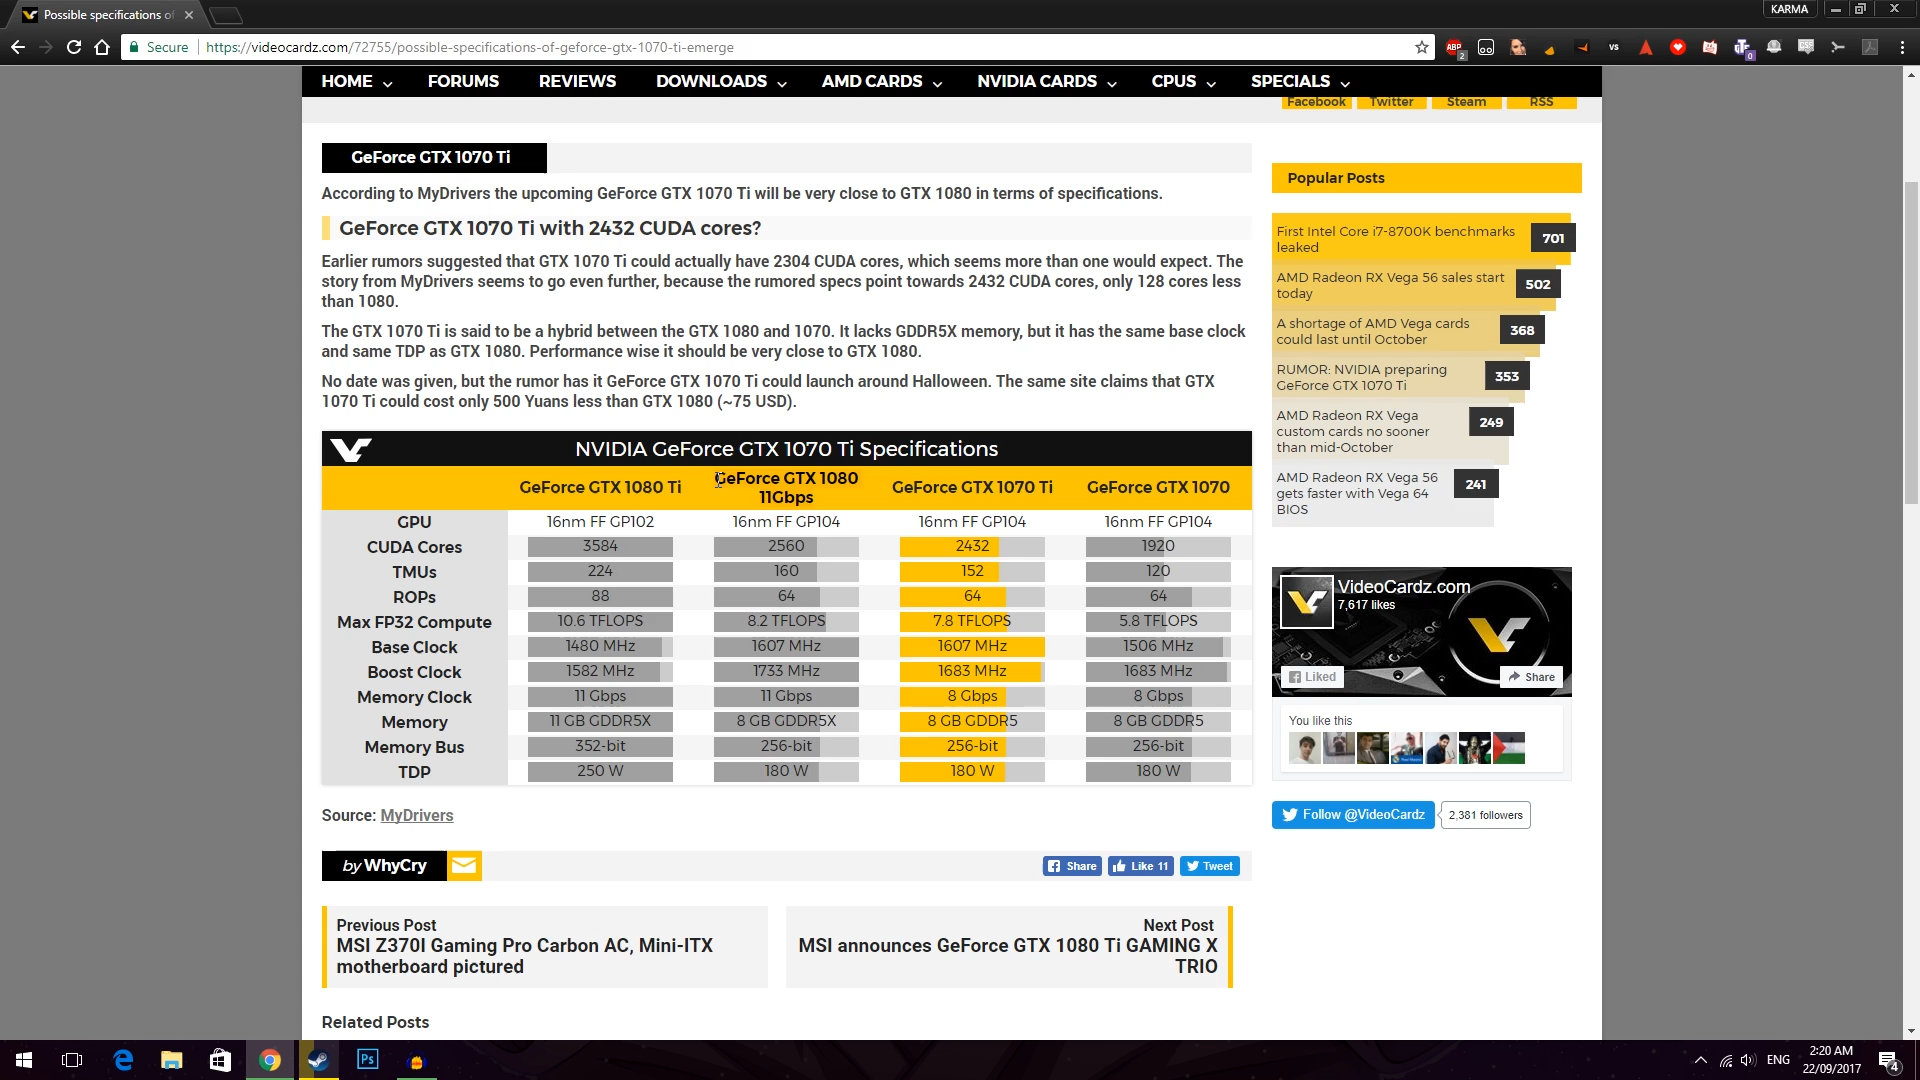 Possible specifications of
KARMA
Secure https://videocardz.com/72755/possible-specifications-of-geforce-gtx-1070-ti-emerge
HOME FORUMS REVIEWS DOWNLOADS AMD CARDS NVIDIA CARDS CPUS SPECIALS
Facebook Twitter Steam RSS
GeForce GTX 1070 Ti
According to MyDrivers the upcoming GeForce GTX 1070 Ti will be very close to GTX 1080 in terms of specifications.
GeForce GTX 1070 Ti with 2432 CUDA cores?
Earlier rumors suggested that GTX 1070 Ti could actually have 2304 CUDA cores, which seems more than one would expect. The
story from MyDrivers seems to go even further, because the rumored specs point towards 2432 CUDA cores, only 128 cores less
than 1080.
The GTX 1070 Ti is said to be a hybrid between the GTX 1080 and 1070. It lacks GDDR5X memory, but it has the same base clock
and same TDP as GTX 1080. Performance wise it should be very close to GTX 1080.
No date was given, but the rumor has it GeForce GTX 1070 Ti could launch around Halloween. The same site claims that GTX
1070 Ti could cost only 500 Yuans less than GTX 1080 (~75 USD).
NVIDIA GeForce GTX 1070 Ti Specifications
GeForce GTX 1080 Ti GeForce GTX 1080 11Gbps GeForce GTX 1070 Ti GeForce GTX 1070
GPU 16nm FF GP102 16nm FF GP104 16nm FF GP104 16nm FF GP104
CUDA Cores 3584 2560 2432 1920
TMUs 224 160 152 120
ROPs 88 64 64 64
Max FP32 Compute 10.6 TFLOPS 8.2 TFLOPS 7.8 TFLOPS 5.8 TFLOPS
Base Clock 1480 MHz 1607 MHz 1607 MHz 1506 MHz
Boost Clock 1582 MHz 1733 MHz 1683 MHz 1683 MHz
Memory Clock 11 Gbps 11 Gbps 8 Gbps 8 Gbps
Memory 11 GB GDDR5X 8 GB GDDR5X 8 GB GDDR5 8 GB GDDR5
Memory Bus 352-bit 256-bit 256-bit 256-bit
TDP 250 W 180 W 180 W 180 W
Source: MyDrivers
by WhyCry
Share Like 11 Tweet
Previous Post
MSI Z370I Gaming Pro Carbon AC, Mini-ITX
motherboard pictured
Next Post
MSI announces GeForce GTX 1080 Ti GAMING X
TRIO
Related Posts
Popular Posts
First Intel Core i7-8700K benchmarks
leaked
701
AMD Radeon RX Vega 56 sales start
today
502
A shortage of AMD Vega cards
could last until October
368
RUMOR: NVIDIA preparing
GeForce GTX 1070 Ti
353
AMD Radeon RX Vega
custom cards no sooner
than mid-October
249
AMD Radeon RX Vega 56
gets faster with Vega 64
BIOS
241
VideoCardz.com
7,617 likes
Liked Share
You like this
Follow @VideoCardz 2,381 followers
ENG
2:20 AM
22/09/2017
4